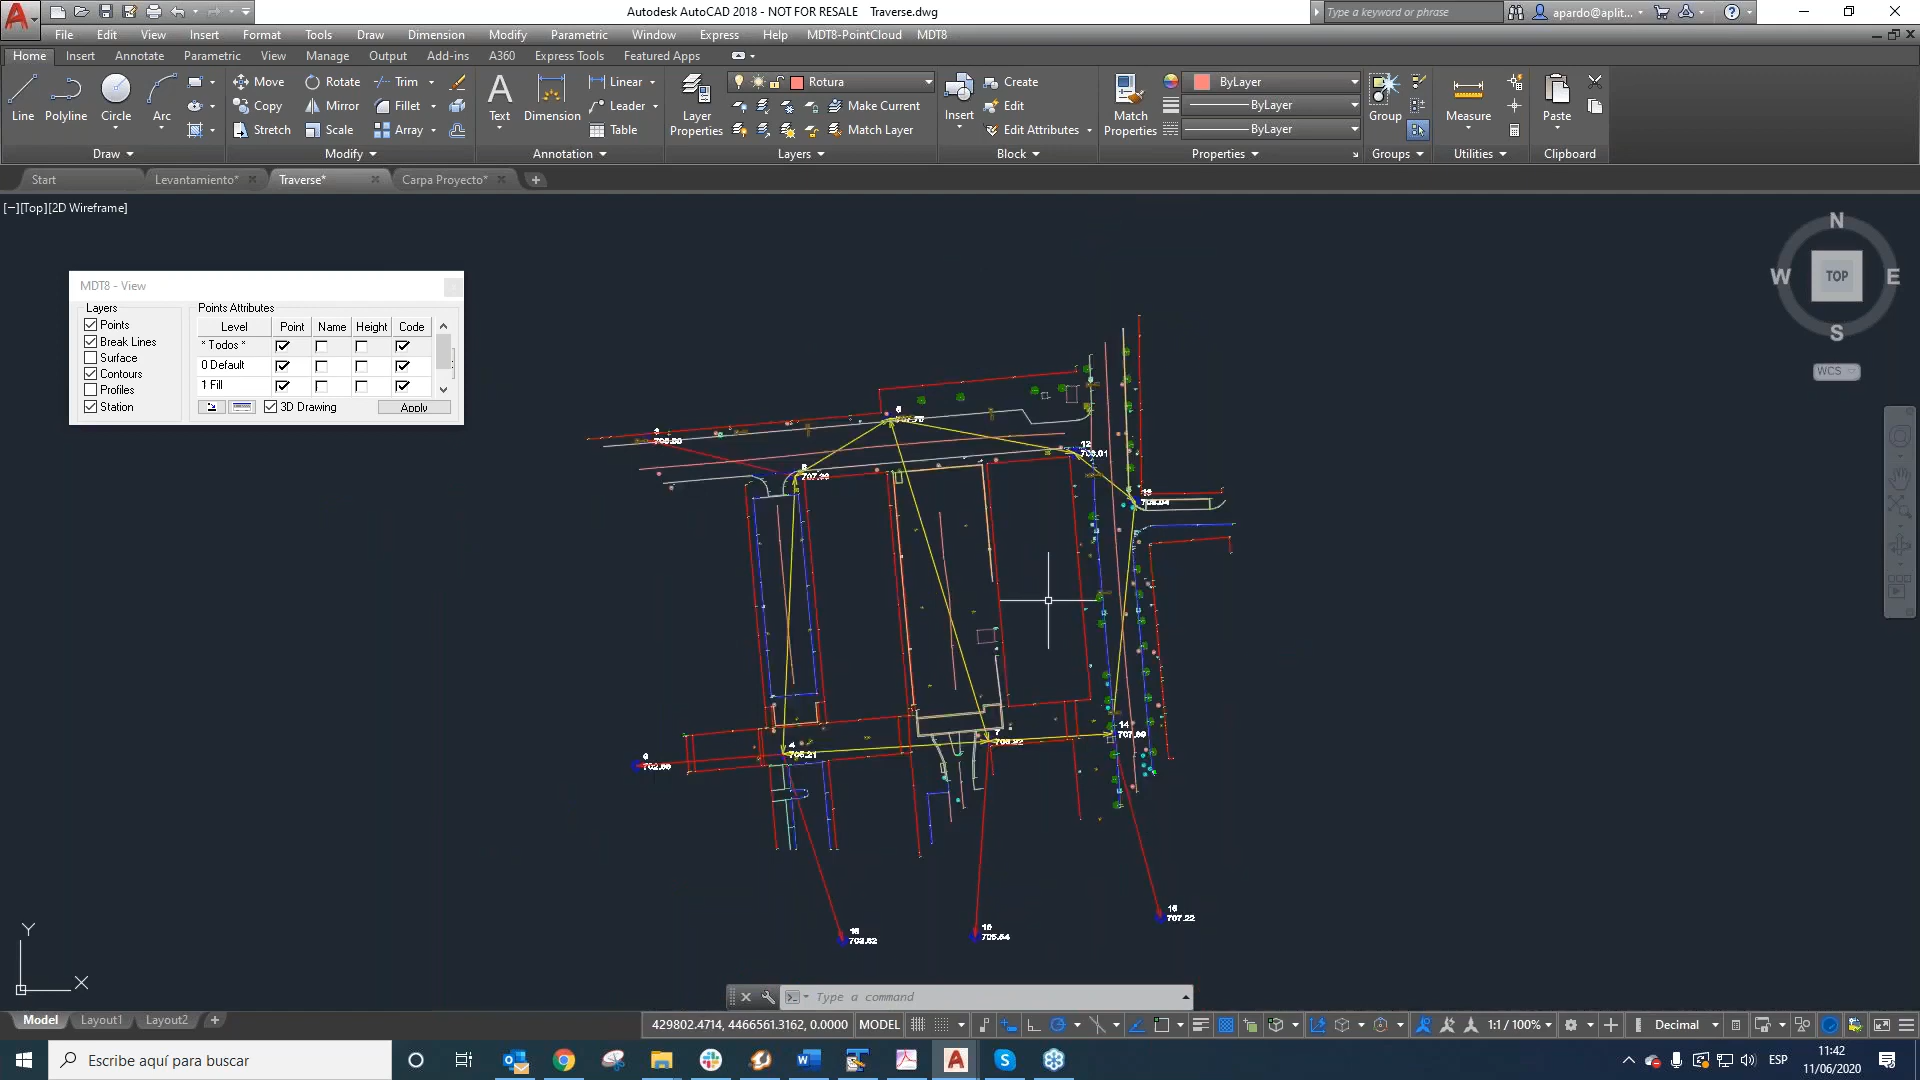 Autodesk AutoCAD 2018 - NOT FOR RESALE Traverse.dwg
Type a keyword or phrase
apardo@aplit...
File Edit View Insert Format Tools Draw Dimension Modify Parametric Window Express Help MDT8-PointCloud MDT8
Home Insert Annotate Parametric View Manage Output Add-ins A360 Express Tools Featured Apps
Line Polyline Circle Arc
Move Rotate Trim
Copy Mirror Fillet
Stretch Scale Array
Text Dimension
Linear
Leader
Table
Layer Properties
Rotura
Make Current
Match Layer
Insert
Create
Edit
Edit Attributes
Match Properties
ByLayer
ByLayer
ByLayer
Group
Measure
Paste
Draw Modify Annotation Layers Block Properties Groups Utilities Clipboard
Start Levantamiento* Traverse* Carpa Proyecto*
[−][Top][2D Wireframe]
N
W TOP E
S
WCS
MDT8 - View
Layers
Points
Break Lines
Surface
Contours
Profiles
Station
Points Attributes
Level Point Name Height Code
* Todos *
0 Default
1 Fill
3D Drawing
Apply
12
14
4
7
707.22
Y
X
Type a command
Model Layout1 Layout2
429802.4714, 4466561.3162, 0.0000 MODEL
1:1 / 100%
Decimal
Escribe aquí para buscar
ESP
11:42
11/06/2020